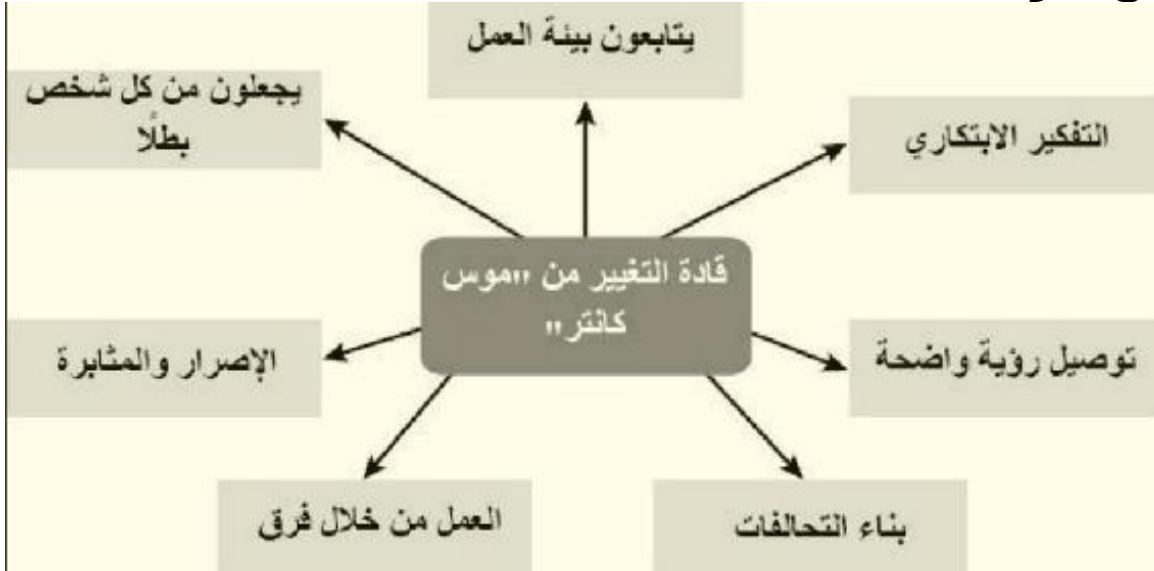 يتابعون بيئة العمل
يجعلون من كل شخص
بطلًا
التفكير الابتكاري
قادة التغيير من "موس
كانتر"
الإصرار والمثابرة
توصيل رؤية واضحة
العمل من خلال فرق
بناء التحالفات